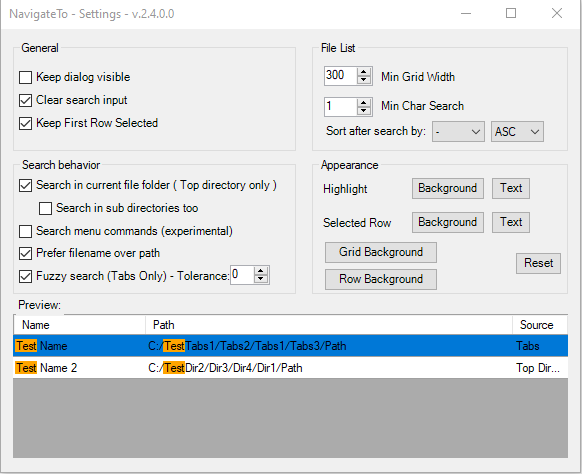 NavigateTo - Settings - v.2.4.0.0
General
Keep dialog visible
Clear search input
Keep First Row Selected
File List
300 Min Grid Width
1 Min Char Search
Sort after search by: - ASC
Search behavior
Search in current file folder ( Top directory only )
Search in sub directories too
Search menu commands (experimental)
Prefer filename over path
Fuzzy search (Tabs Only) - Tolerance: 0
Appearance
Highlight Background Text
Selected Row Background Text
Grid Background
Reset
Row Background
Preview:
Name Path Source
Test Name C:/TestTabs1/Tabs2/Tabs1/Tabs3/Path Tabs
Test Name 2 C:/TestDir2/Dir3/Dir4/Dir1/Path Top Dir...